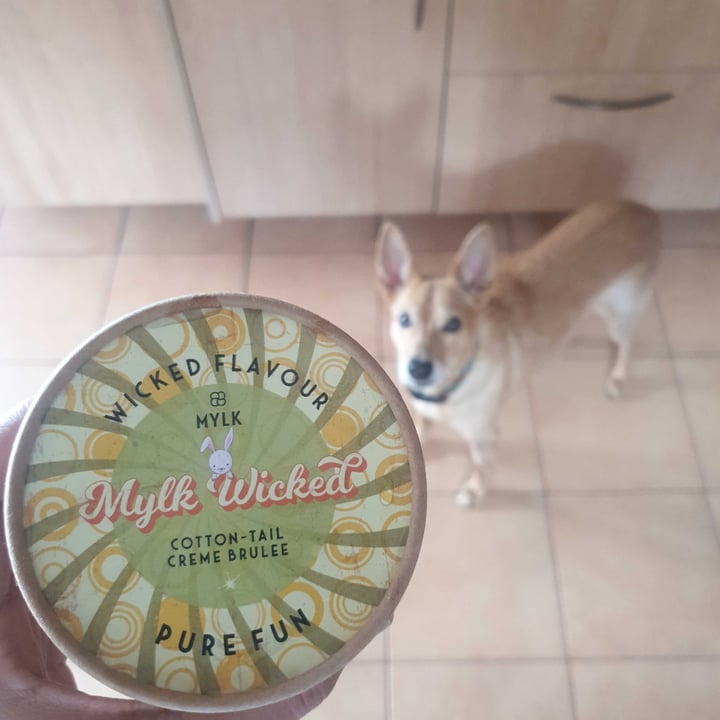 WICKED FLAVOUR
MYLK
Mylk Wicked
COTTON-TAIL
CREME BRULEE
PURE FUN